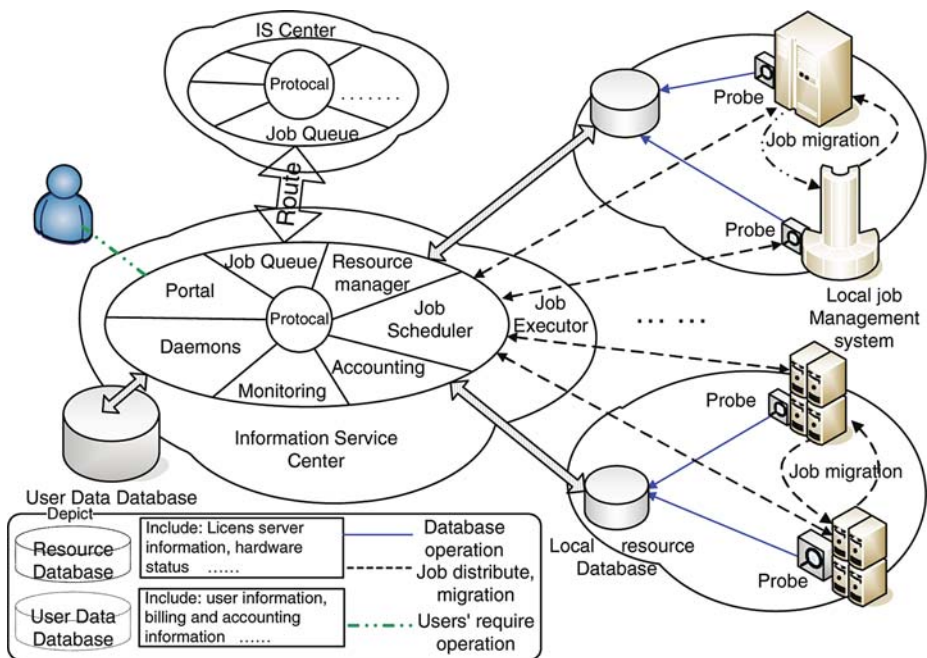 IS Center
Protocal
........
Job Queue
Route
Probe
Job migration
Probe
Local job
Management
system
Job Queue
Resource
manager
Portal
Protocal
Job
Scheduler
Job
Executor
... ...
Daemons
Accounting
Monitoring
Information Service
Center
User Data Database
Probe
Job migration
Local resource
Database
Probe
Depict
Resource
Database
Include: Licens server
information, hardware
status ......
User Data
Database
Include: user information,
billing and accounting
information ......
Database
operation
Job distribute,
migration
Users' require
operation